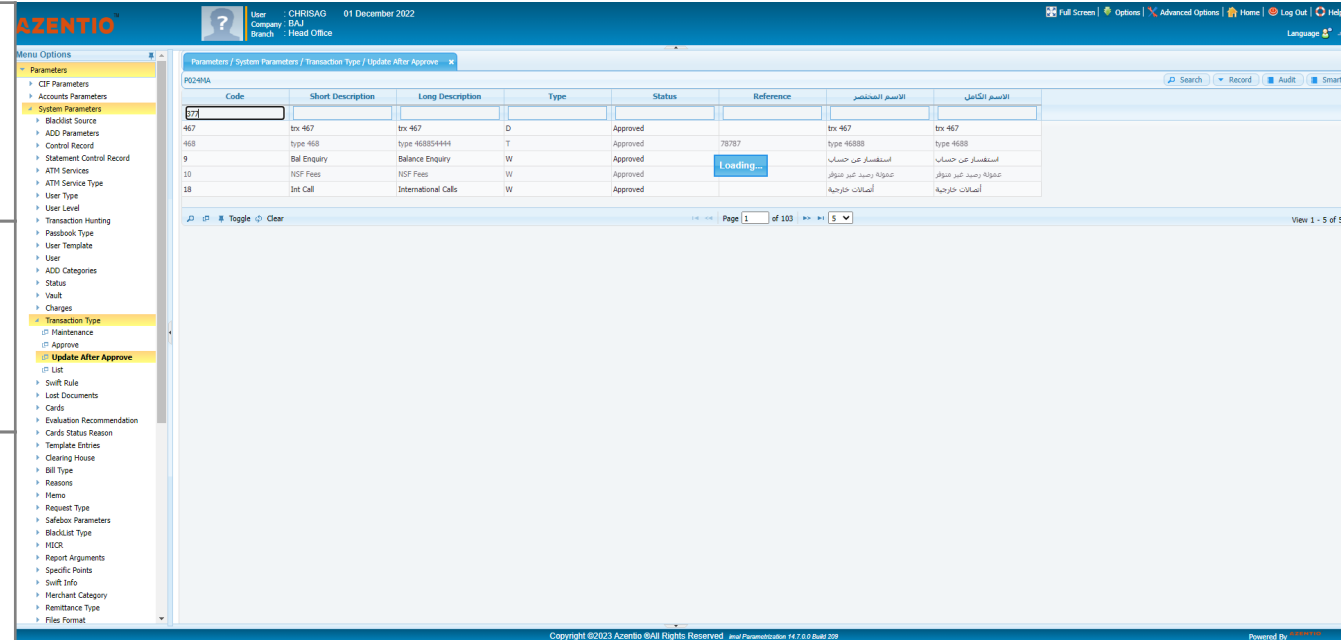 AZENTIO
User : CHRISAG 01 December 2022
Company : BAJ
Branch : Head Office
Full Screen | Options | Advanced Options | Home | Log Out | Help
Language
Menu Options
Parameters
CIF Parameters
Accounts Parameters
System Parameters
Blacklist Source
ADD Parameters
Control Record
Statement Control Record
ATM Services
ATM Service Type
User Type
User Level
Transaction Hunting
Passbook Type
User Template
User
ADD Categories
Status
Vault
Charges
Transaction Type
Maintenance
Approve
Update After Approve
List
Swift Rule
Lost Documents
Cards
Evaluation Recommendation
Cards Status Reason
Template Entries
Clearing House
Bill Type
Reasons
Memo
Request Type
Safebox Parameters
BlackList Type
MICR
Report Arguments
Specific Points
Swift Info
Merchant Category
Remittance Type
Files Format
Parameters / System Parameters / Transaction Type / Update After Approve x
P024MA
Search Record Audit Smart
Code Short Description Long Description Type Status Reference الاسم المختصر الاسم الكامل
377
467 trx 467 trx 467 D Approved trx 467 trx 467
468 type 468 type 468854444 T Approved 78787 type 46888 type 4688
9 Bal Enquiry Balance Enquiry W Approved استفسار عن حساب استفسار عن حساب
10 NSF Fees NSF Fees W Approved عمولة رصيد غير متوفر عمولة رصيد غير متوفر
18 Int Call International Calls W Approved أتصالات خارجية أتصالات خارجية
Loading...
Toggle Clear
Page 1 of 103 5
View 1 - 5 of 5
Copyright ©2023 Azentio ®All Rights Reserved imal Parametrization 14.7.0.0 Build 209
Powered By AZENTIO